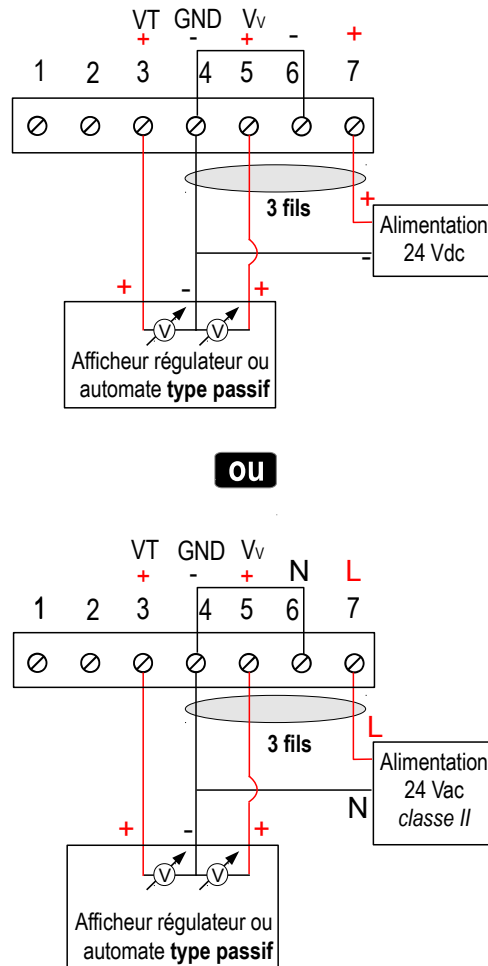 VT GND Vv
+ - + - +
1 2 3 4 5 6 7
3 fils
+
Alimentation
24 Vdc
-
+ - +
V V
Afficheur régulateur ou
automate type passif
ou
VT GND Vv N L
+ - +
1 2 3 4 5 6 7
L
3 fils
Alimentation
24 Vac
classe II
N
+ - +
V V
Afficheur régulateur ou
automate type passif